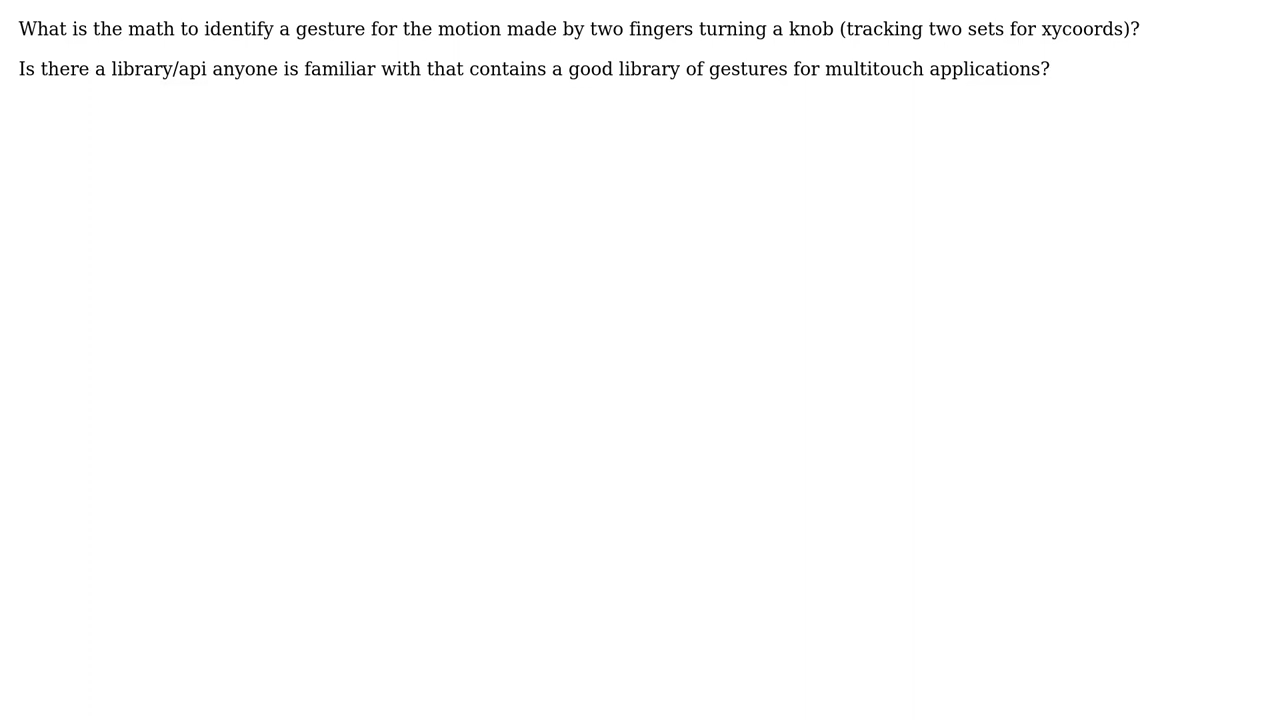 What is the math to identify a gesture for the motion made by two fingers turning a knob (tracking two sets for xycoords)?
Is there a library/api anyone is familiar with that contains a good library of gestures for multitouch applications?